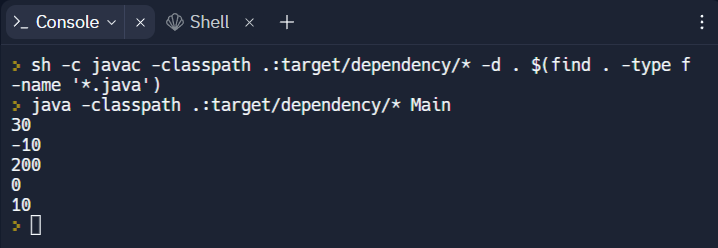 >_ Console × Shell × +
> sh -c javac -classpath .:target/dependency/* -d . $(find . -type f
-name '*.java')
> java -classpath .:target/dependency/* Main
30
-10
200
0
10
>